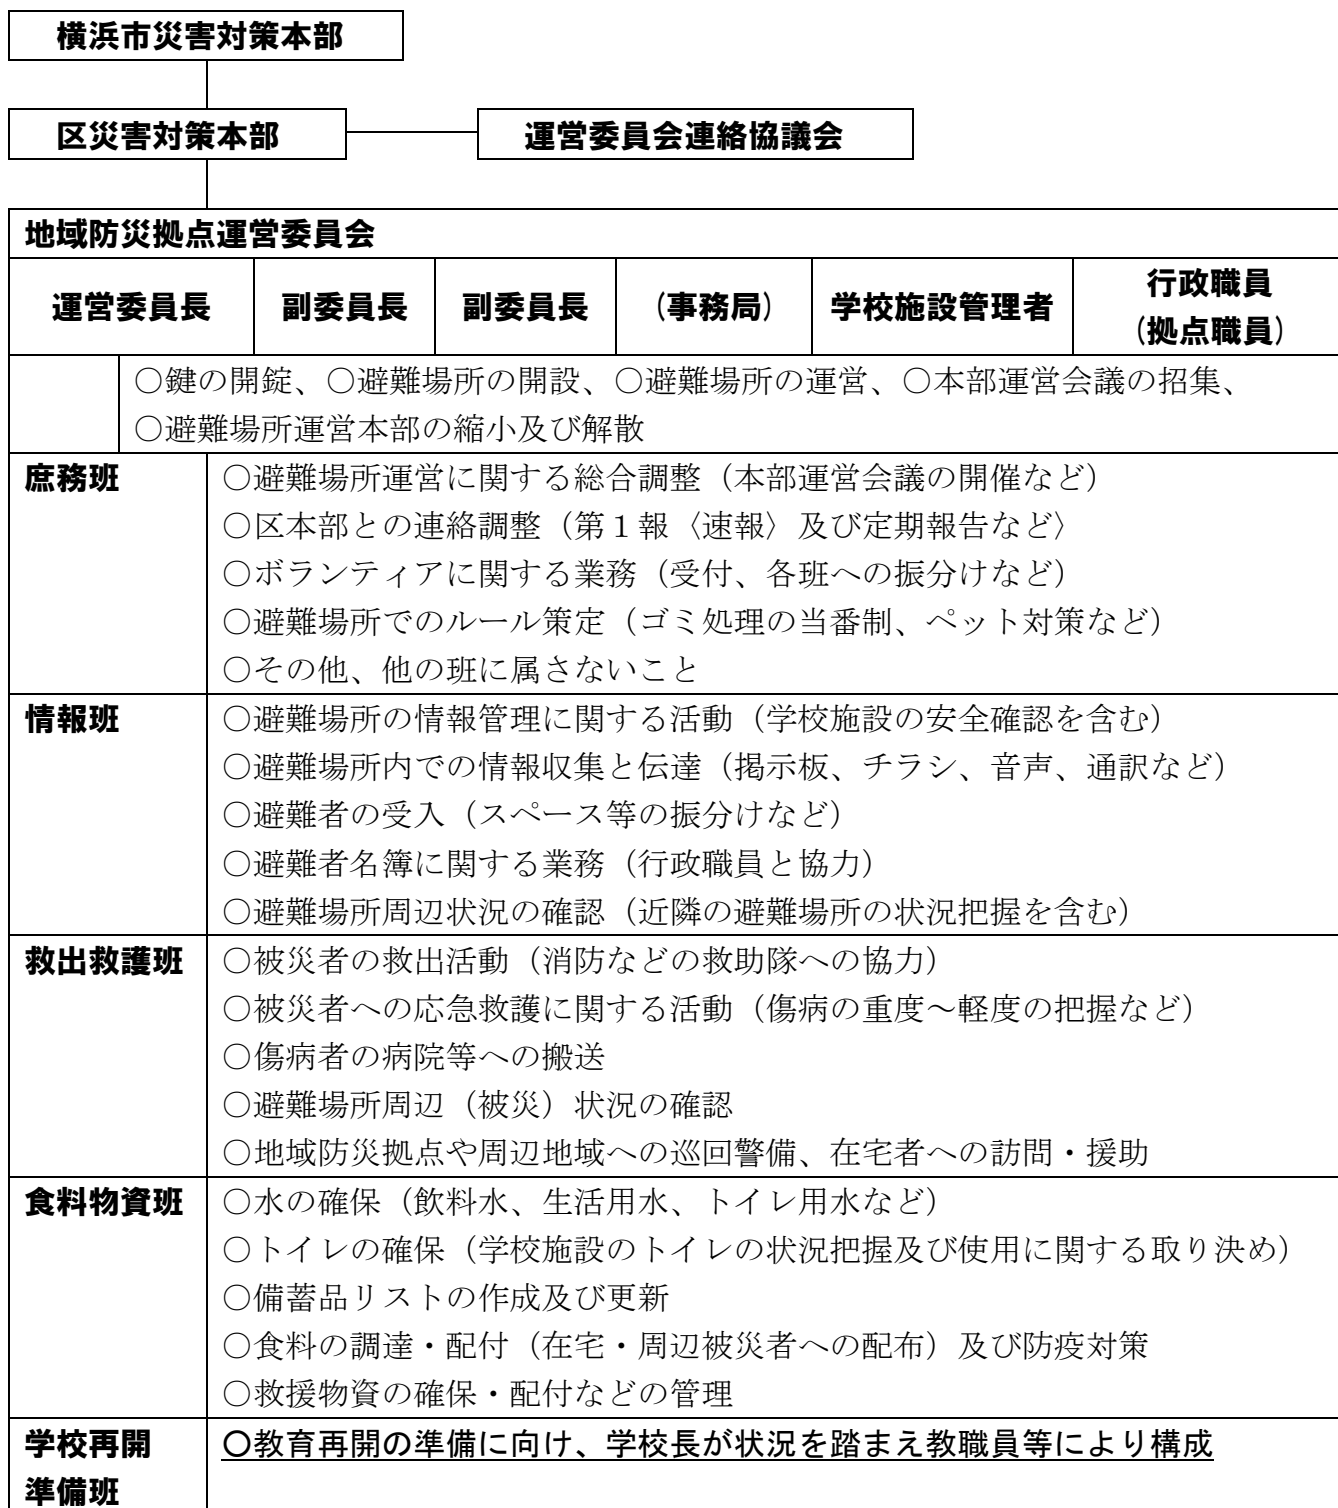 横浜市災害対策本部
区災害対策本部
運営委員会連絡協議会
地域防災拠点運営委員会
運営委員長
副委員長
副委員長
(事務局)
学校施設管理者
行政職員
(拠点職員)
○鍵の開錠、○避難場所の開設、○避難場所の運営、○本部運営会議の招集、
○避難場所運営本部の縮小及び解散
庶務班
○避難場所運営に関する総合調整（本部運営会議の開催など）
○区本部との連絡調整（第１報〈速報〉及び定期報告など〉
○ボランティアに関する業務（受付、各班への振分けなど）
○避難場所でのルール策定（ゴミ処理の当番制、ペット対策など）
○その他、他の班に属さないこと
情報班
○避難場所の情報管理に関する活動（学校施設の安全確認を含む）
○避難場所内での情報収集と伝達（掲示板、チラシ、音声、通訳など）
○避難者の受入（スペース等の振分けなど）
○避難者名簿に関する業務（行政職員と協力）
○避難場所周辺状況の確認（近隣の避難場所の状況把握を含む）
救出救護班
○被災者の救出活動（消防などの救助隊への協力）
○被災者への応急救護に関する活動（傷病の重度～軽度の把握など）
○傷病者の病院等への搬送
○避難場所周辺（被災）状況の確認
○地域防災拠点や周辺地域への巡回警備、在宅者への訪問・援助
食料物資班
○水の確保（飲料水、生活用水、トイレ用水など）
○トイレの確保（学校施設のトイレの状況把握及び使用に関する取り決め）
○備蓄品リストの作成及び更新
○食料の調達・配付（在宅・周辺被災者への配布）及び防疫対策
○救援物資の確保・配付などの管理
学校再開
準備班
○教育再開の準備に向け、学校長が状況を踏まえ教職員等により構成